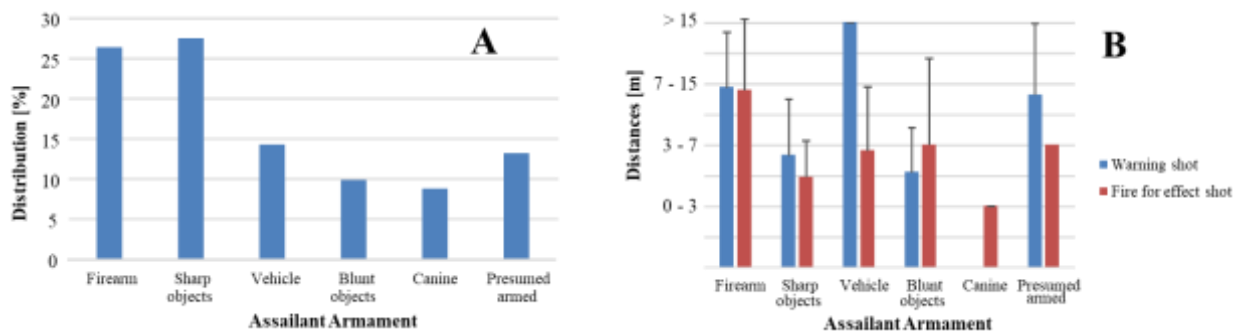 A
Distribution [%]
30
25
20
15
10
5
0
Firearm
Sharp
objects
Vehicle
Blunt
objects
Canine
Presumed
armed
Assailant Armament
B
Distances [m]
> 15
7 - 15
3 - 7
0 - 3
Firearm
Sharp
objects
Vehicle
Blunt
objects
Canine
Presumed
armed
Assailant Armament
Warning shot
Fire for effect shot